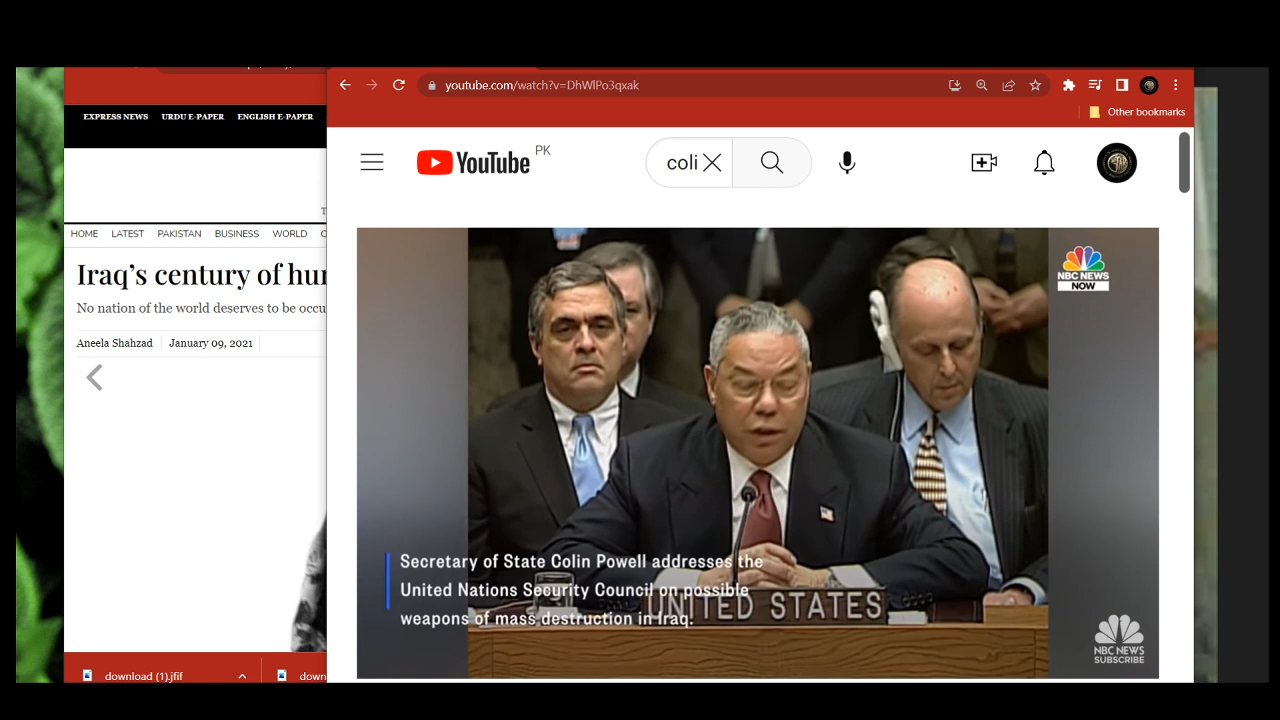 EXPRESS NEWS URDU E-PAPER ENGLISH E-PAPER
T
HOME LATEST PAKISTAN BUSINESS WORLD O
Iraq's century of hu
No nation of the world deserves to be occu
Aneela Shahzad January 09, 2021
download (1).jfif
down
youtube.com/watch?v=DhWlPo3qxak
Other bookmarks
YouTube PK
coli
NBC NEWS
NOW
Secretary of State Colin Powell addresses the
United Nations Security Council on possible
weapons of mass destruction in Iraq.
UNITED STATES
NBC NEWS
SUBSCRIBE